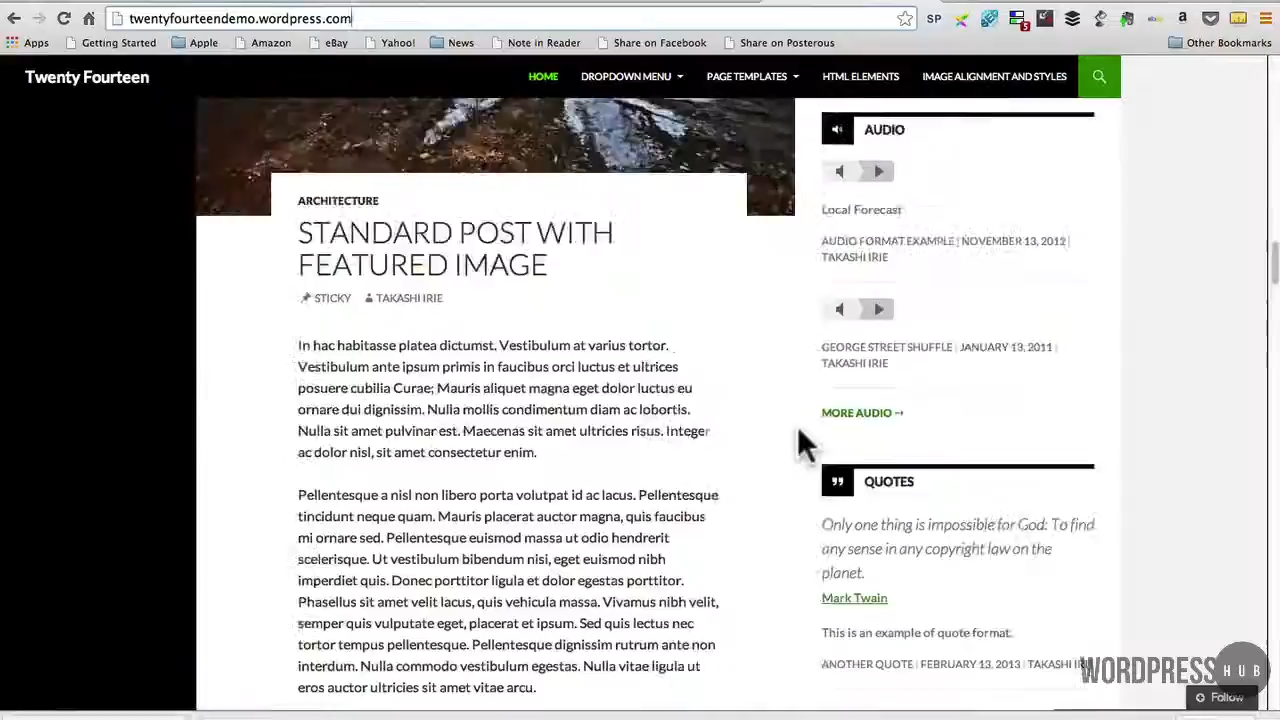 twentyfourteendemo.wordpress.com
SP
5
ebay
a
Apps Getting Started Apple Amazon eBay Yahoo! News Note in Reader Share on Facebook Share on Posterous Other Bookmarks
Twenty Fourteen
HOME DROPDOWN MENU PAGE TEMPLATES HTML ELEMENTS IMAGE ALIGNMENT AND STYLES
ARCHITECTURE
STANDARD POST WITH
FEATURED IMAGE
STICKY TAKASHI IRIE
In hac habitasse platea dictumst. Vestibulum at varius tortor.
Vestibulum ante ipsum primis in faucibus orci luctus et ultrices
posuere cubilia Curae; Mauris aliquet magna eget dolor luctus eu
ornare dui dignissim. Nulla mollis condimentum diam ac lobortis.
Nulla sit amet pulvinar est. Maecenas sit amet ultricies risus. Integer
ac dolor nisl, sit amet consectetur enim.
Pellentesque a nisl non libero porta volutpat id ac lacus. Pellentesque
tincidunt neque quam. Mauris placerat auctor magna, quis faucibus
mi ornare sed. Pellentesque euismod massa ut odio hendrerit
scelerisque. Ut vestibulum bibendum nisi, eget euismod nibh
imperdiet quis. Donec porttitor ligula et dolor egestas porttitor.
Phasellus sit amet velit lacus, quis vehicula massa. Vivamus nibh velit,
semper quis vulputate eget, placerat et ipsum. Sed quis lectus nec
tortor tempus pellentesque. Pellentesque dignissim rutrum ante non
interdum. Nulla commodo vestibulum egestas. Nulla vitae ligula ut
eros auctor ultricies sit amet vitae arcu.
AUDIO
Local Forecast
AUDIO FORMAT EXAMPLE | NOVEMBER 13, 2012 |
TAKASHI IRIE
GEORGE STREET SHUFFLE | JANUARY 13, 2011 |
TAKASHI IRIE
MORE AUDIO →
QUOTES
Only one thing is impossible for God: To find
any sense in any copyright law on the
planet.
Mark Twain
This is an example of quote format.
ANOTHER QUOTE | FEBRUARY 13, 2013 | TAKASHI IRI
WORDPRESS HUB
Follow